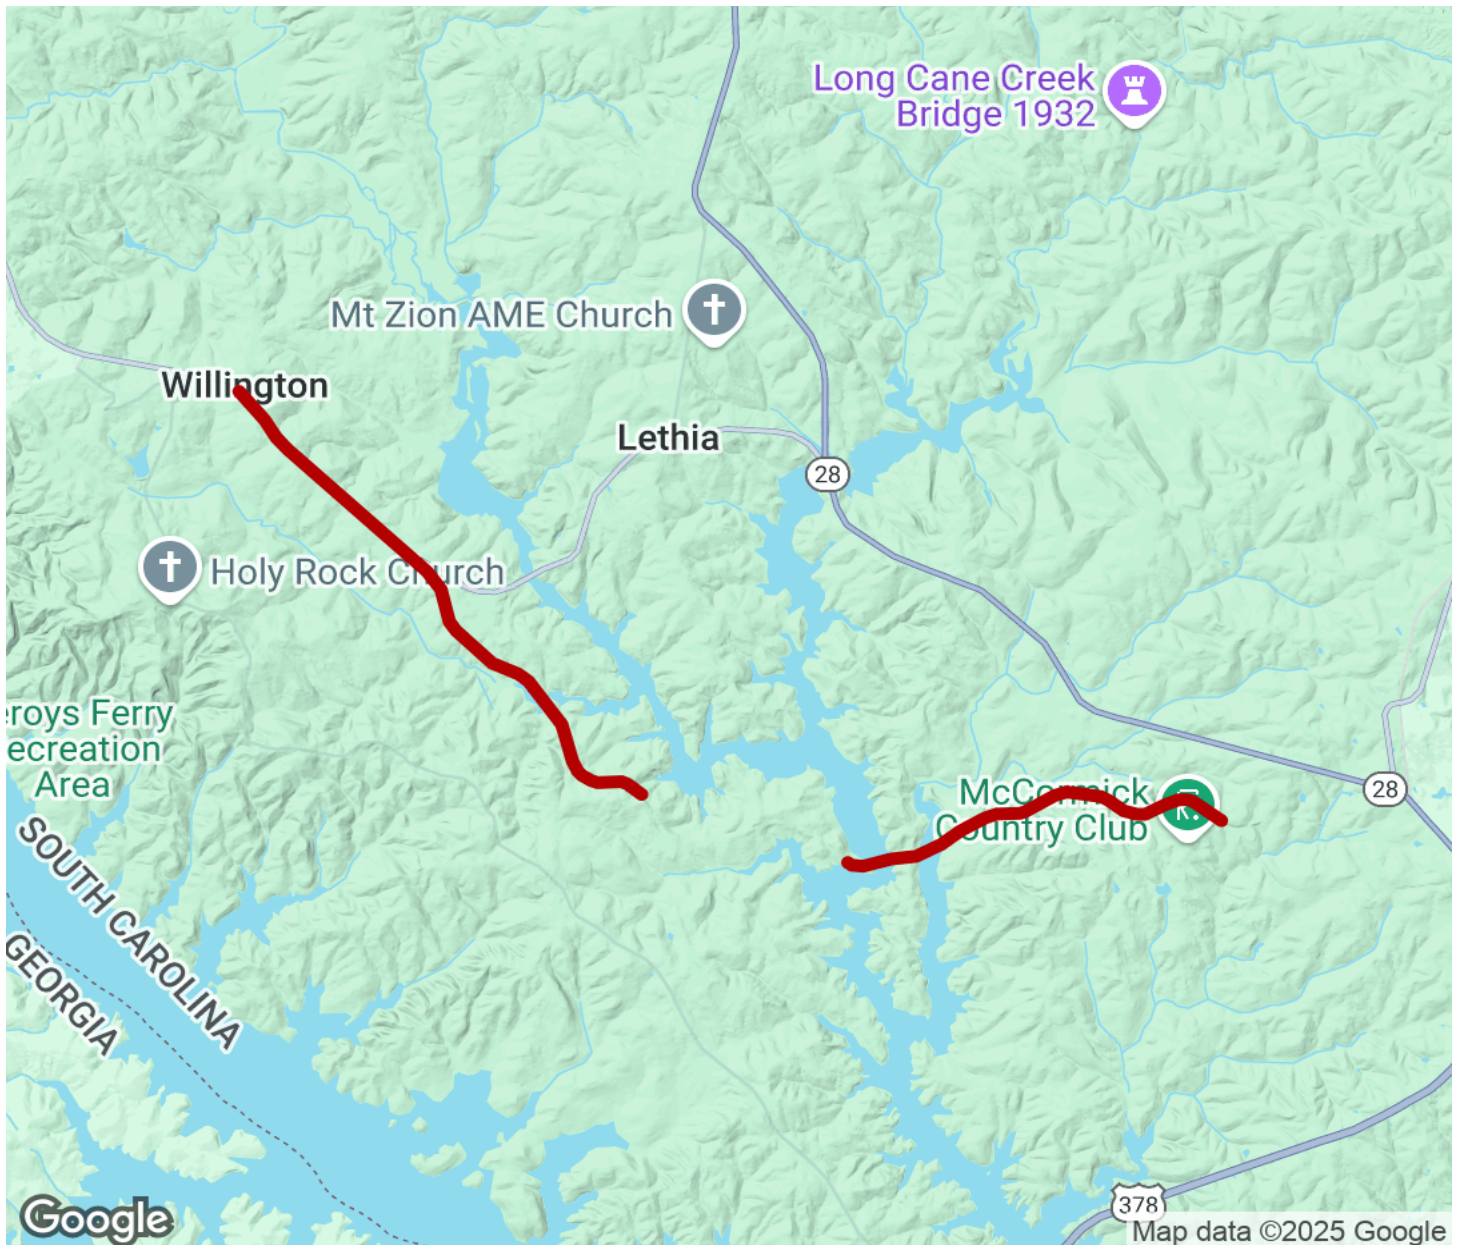 Long Cane Creek
Bridge 1932
Mt Zion AME Church
Willington
Lethia
28
Holy Rock Church
eroys Ferry
ecreation
Area
McCormick
Country Club
28
SOUTH CAROLINA
GEORGIA
378
Google
Map data ©2025 Google